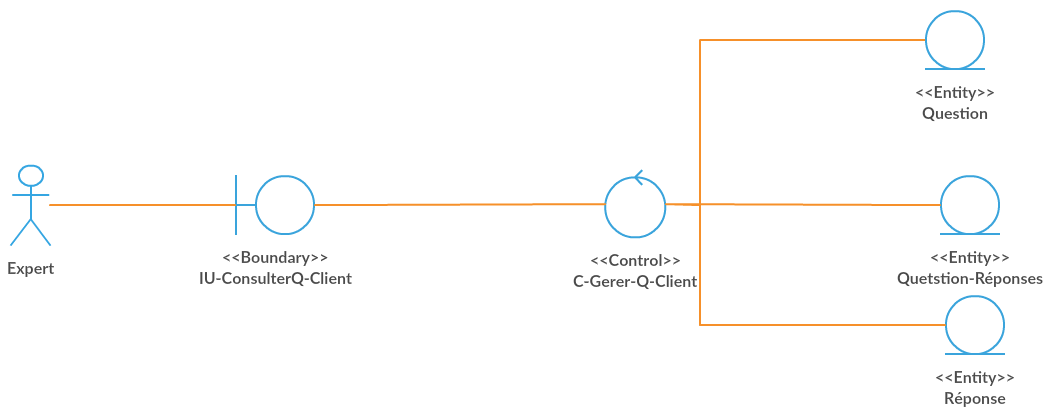 <<Entity>>
Question
Expert
<<Boundary>>
IU-ConsulterQ-Client
<<Control>>
C-Gerer-Q-Client
<<Entity>>
Quetstion-Réponses
<<Entity>>
Réponse